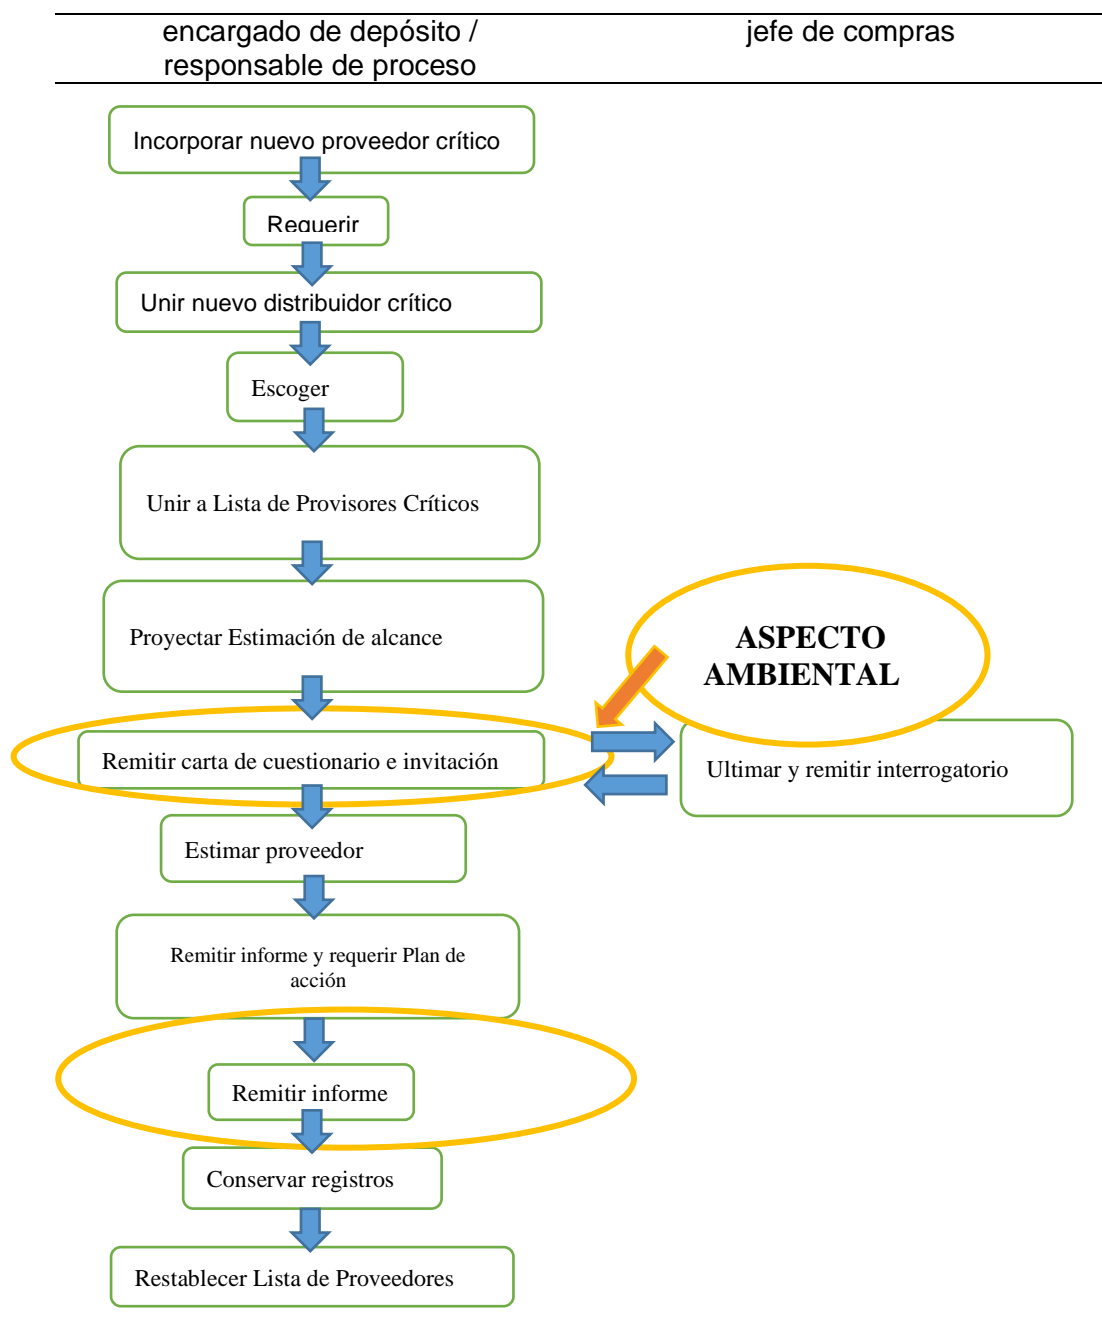 encargado de depósito /
responsable de proceso
jefe de compras
Incorporar nuevo proveedor crítico
Requerir
Unir nuevo distribuidor crítico
Escoger
Unir a Lista de Provisores Críticos
Proyectar Estimación de alcance
ASPECTO
AMBIENTAL
Remitir carta de cuestionario e invitación
Ultimar y remitir interrogatorio
Estimar proveedor
Remitir informe y requerir Plan de
acción
Remitir informe
Conservar registros
Restablecer Lista de Proveedores